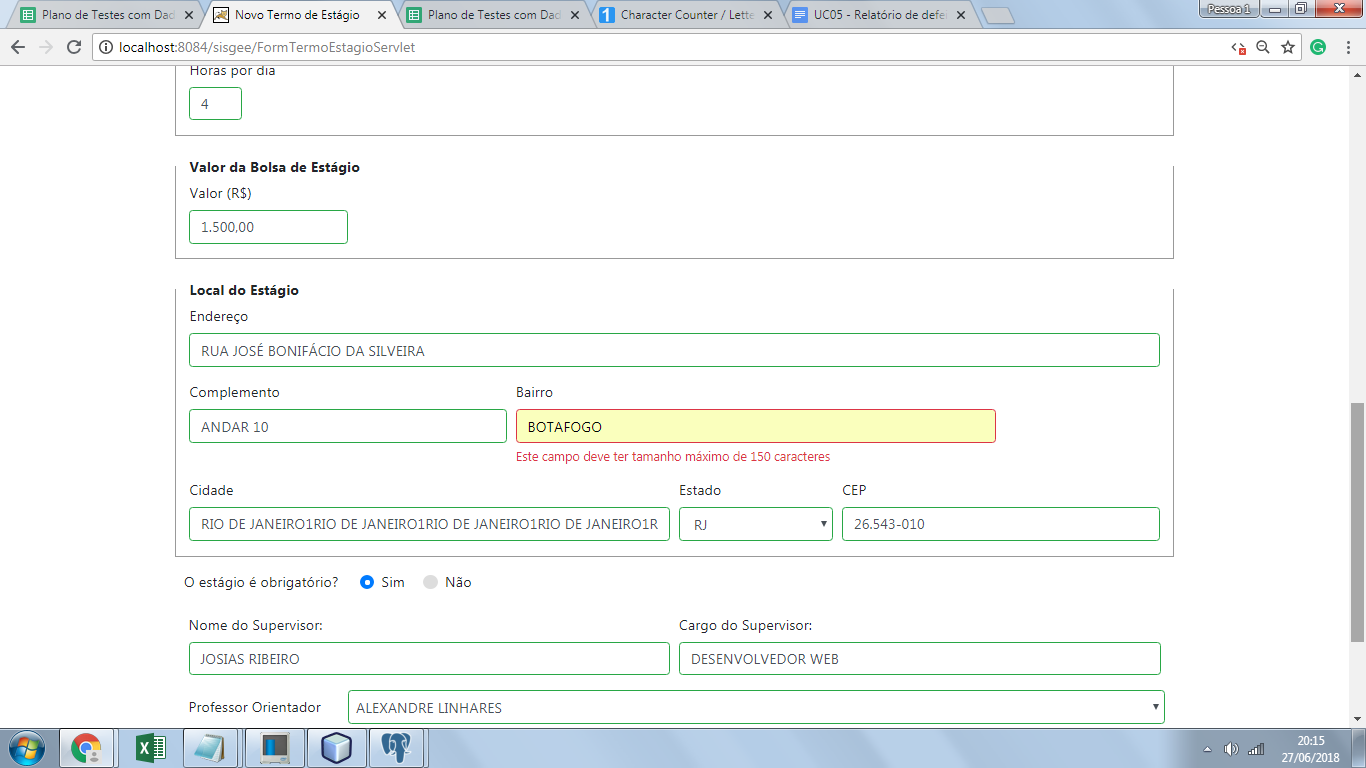 Plano de Testes com Dad
Novo Termo de Estágio
Plano de Testes com Dad
Character Counter / Lette
UC05 - Relatório de defei
Pessoa 1
localhost:8084/sisgee/FormTermoEstagioServlet
Horas por dia
4
Valor da Bolsa de Estágio
Valor (R$)
1.500,00
Local do Estágio
Endereço
RUA JOSÉ BONIFÁCIO DA SILVEIRA
Complemento Bairro
ANDAR 10 BOTAFOGO
Este campo deve ter tamanho máximo de 150 caracteres
Cidade Estado CEP
RIO DE JANEIRO1RIO DE JANEIRO1RIO DE JANEIRO1RIO DE JANEIRO1R RJ 26.543-010
O estágio é obrigatório? Sim Não
Nome do Supervisor: Cargo do Supervisor:
JOSIAS RIBEIRO DESENVOLVEDOR WEB
Professor Orientador ALEXANDRE LINHARES
20:15
27/06/2018